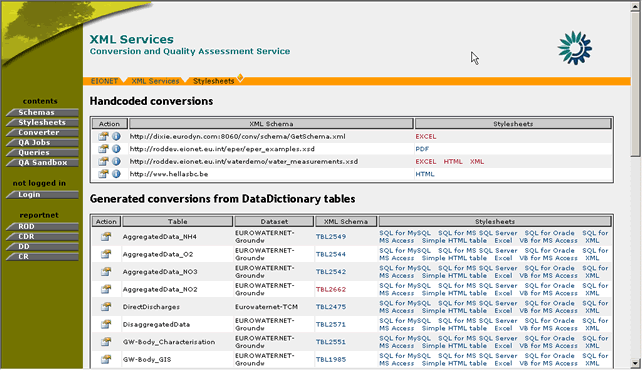 XML Services
Conversion and Quality Assessment Service
EIONET XML Services Stylesheets
contents
Schemas
Stylesheets
Converter
QA Jobs
Queries
QA Sandbox
not logged in
Login
reportnet
ROD
CDR
DD
CR
Handcoded conversions
Action XML Schema Stylesheets
http://dixie.eurodyn.com:8060/conv/schema/GetSchema.xml EXCEL
http://roddev.eionet.eu.int/eper/eper_examples.xsd PDF
http://roddev.eionet.eu.int/waterdemo/water_measurements.xsd EXCEL HTML XML
http://www.hellasbc.be HTML
Generated conversions from DataDictionary tables
Action Table Dataset XML Schema Stylesheets
AggregatedData_NH4 EUROWATERNET-Groundw TBL2549 SQL for MySQL SQL for MS SQL Server SQL for Oracle SQL for MS Access Simple HTML table Excel VB for MS Access XML
AggregatedData_O2 EUROWATERNET-Groundw TBL2544 SQL for MySQL SQL for MS SQL Server SQL for Oracle SQL for MS Access Simple HTML table Excel VB for MS Access XML
AggregatedData_NO3 EUROWATERNET-Groundw TBL2542 SQL for MySQL SQL for MS SQL Server SQL for Oracle SQL for MS Access Simple HTML table Excel VB for MS Access XML
AggregatedData_NO2 EUROWATERNET-Groundw TBL2662 SQL for MySQL SQL for MS SQL Server SQL for Oracle SQL for MS Access Simple HTML table Excel VB for MS Access XML
DirectDischarges Eurowaternet-TCM TBL2475 SQL for MySQL SQL for MS SQL Server SQL for Oracle SQL for MS Access Simple HTML table Excel VB for MS Access XML
DisaggregatedData EUROWATERNET-Groundw TBL2571 SQL for MySQL SQL for MS SQL Server SQL for Oracle SQL for MS Access Simple HTML table Excel VB for MS Access XML
GW-Body_Characterisation EUROWATERNET-Groundw TBL2551 SQL for MySQL SQL for MS SQL Server SQL for Oracle SQL for MS Access Simple HTML table Excel VB for MS Access XML
GW-Body_GIS EUROWATERNET-Groundw TBL1985 SQL for MySQL SQL for MS SQL Server SQL for Oracle SQL for MS Access Simple HTML table Excel VB for MS Access XML